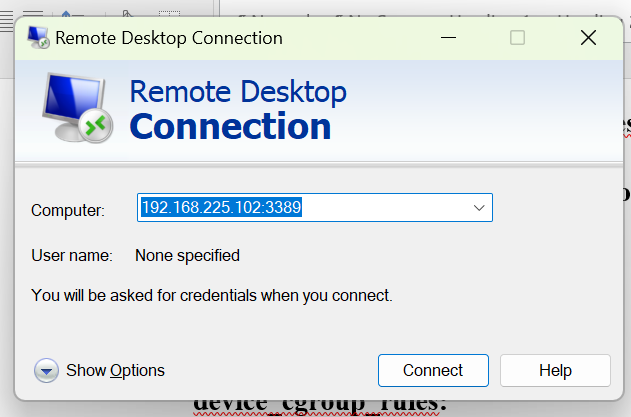 Remote Desktop Connection
Remote Desktop
Connection
Computer: 192.168.225.102:3389
User name: None specified
You will be asked for credentials when you connect.
Show Options Connect Help
device_cgroup_rules: